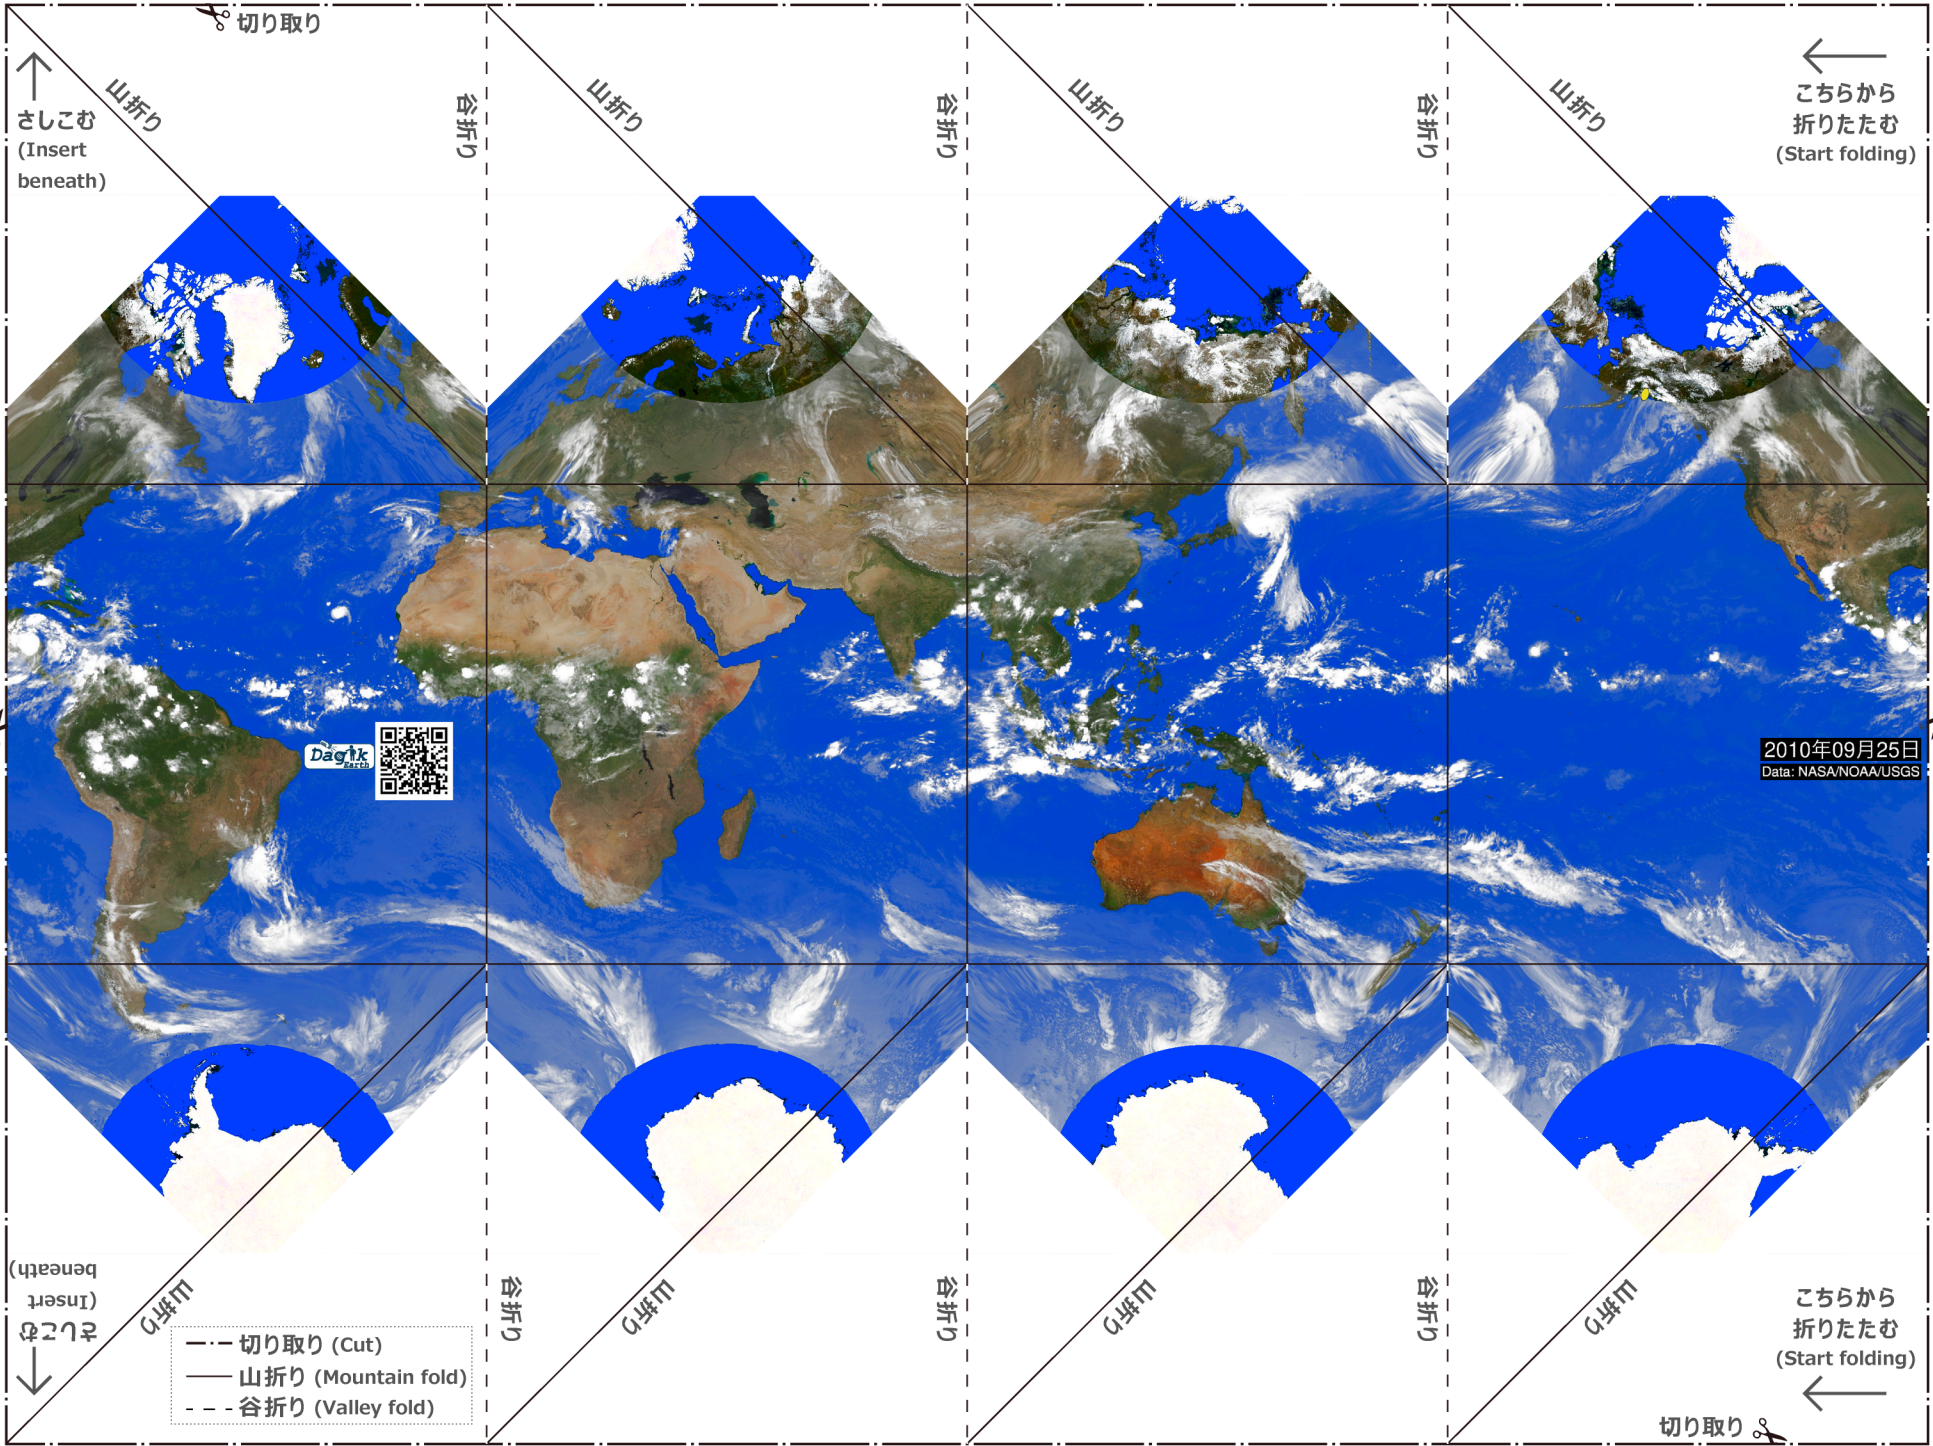 切り取り
山折り
谷折り
山折り
谷折り
山折り
谷折り
山折り
さしこむ
(Insert
beneath)
こちらから
折りたたむ
(Start folding)
Dagik
Earth
2010年09月25日
Data: NASA/NOAA/USGS
さしこむ
(Insert
beneath)
山折り
谷折り
山折り
谷折り
山折り
谷折り
山折り
こちらから
折りたたむ
(Start folding)
切り取り (Cut)
山折り (Mountain fold)
谷折り (Valley fold)
切り取り